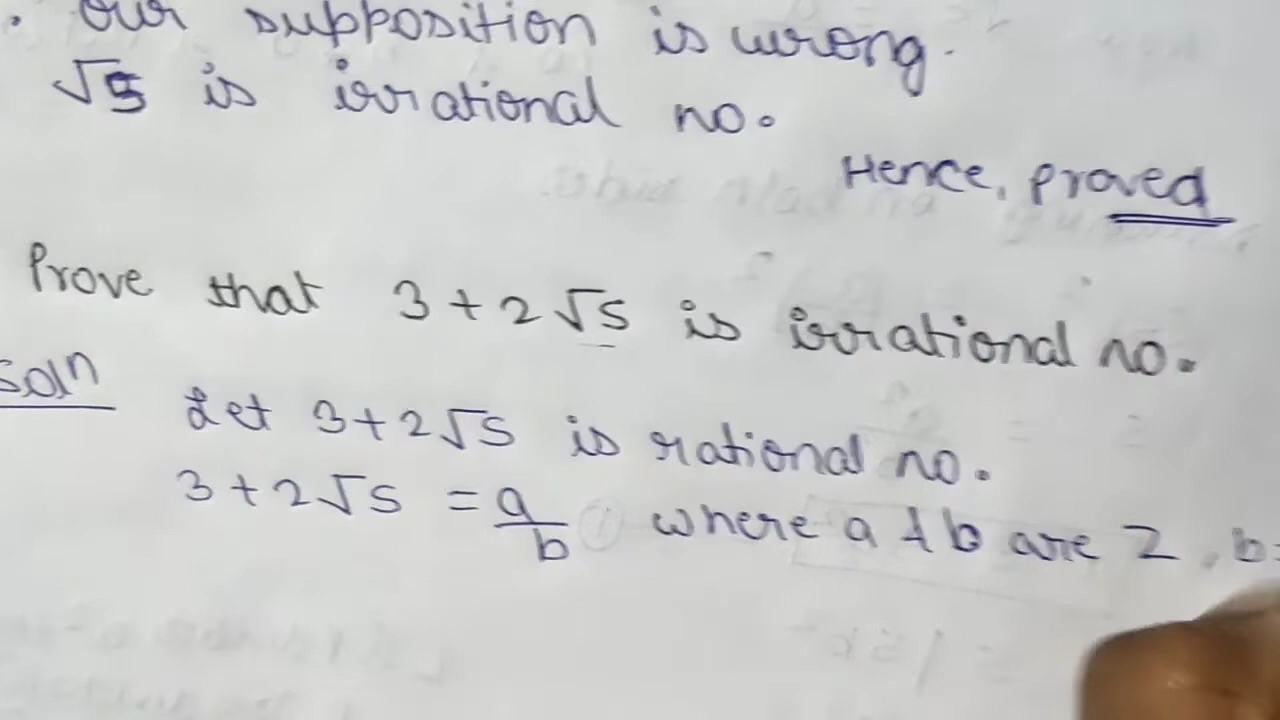 . our supposition is wrong.
√5 is irrational no.
Hence, proved
Prove that 3 + 2√5 is irrational no.
Soln
Let 3 + 2√5 is rational no.
3 + 2√5 = a/b where a & b are Z, b